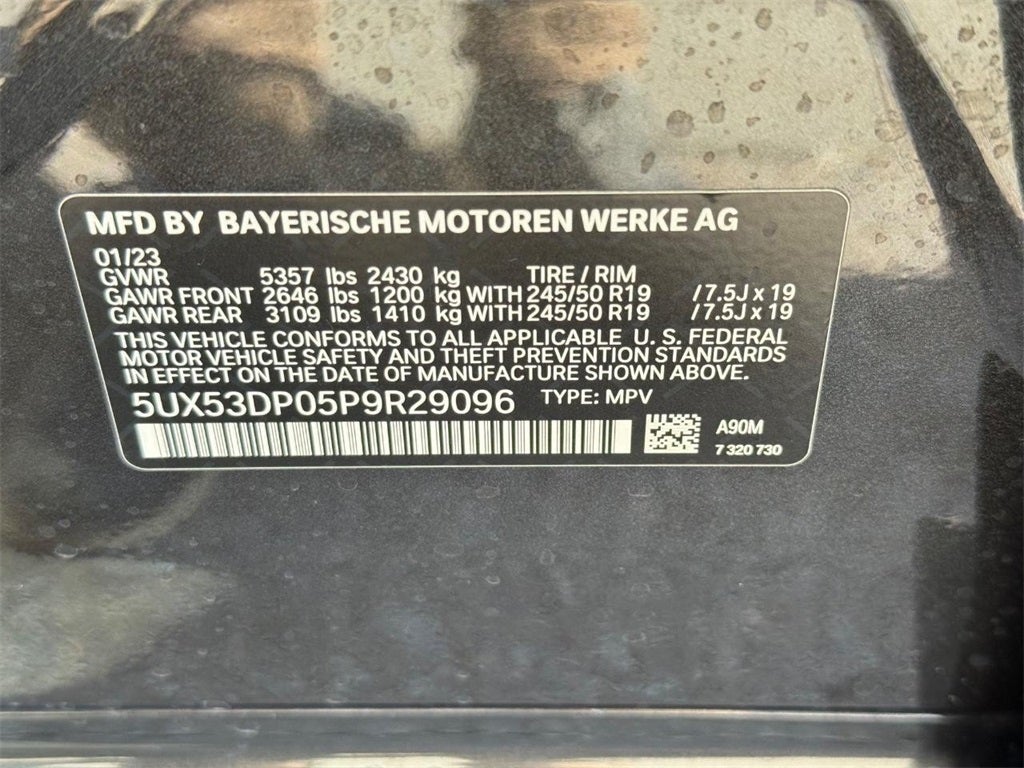 MFD BY BAYERISCHE MOTOREN WERKE AG
01/23
GVWR 5357 lbs 2430 kg TIRE / RIM
GAWR FRONT 2646 lbs 1200 kg WITH 245/50 R19 / 7.5J x 19
GAWR REAR 3109 lbs 1410 kg WITH 245/50 R19 / 7.5J x 19
THIS VEHICLE CONFORMS TO ALL APPLICABLE U. S. FEDERAL
MOTOR VEHICLE SAFETY AND THEFT PREVENTION STANDARDS
IN EFFECT ON THE DATE OF MANUFACTURE SHOWN ABOVE.
5UX53DP05P9R29096 TYPE: MPV
A90M
7 320 730